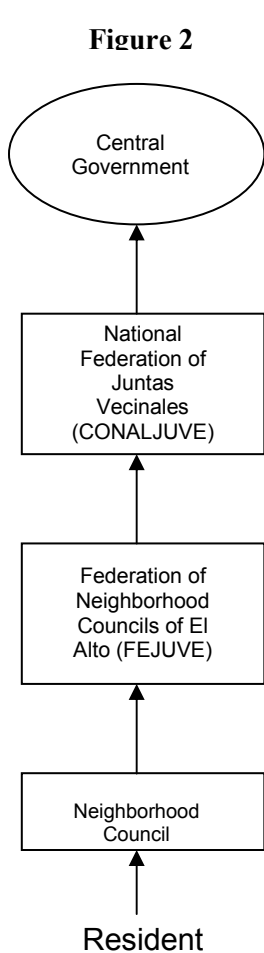 Figure 2
Central
Government
National
Federation of
Juntas
Vecinales
(CONALJUVE)
Federation of
Neighborhood
Councils of El
Alto (FEJUVE)
Neighborhood
Council
Resident